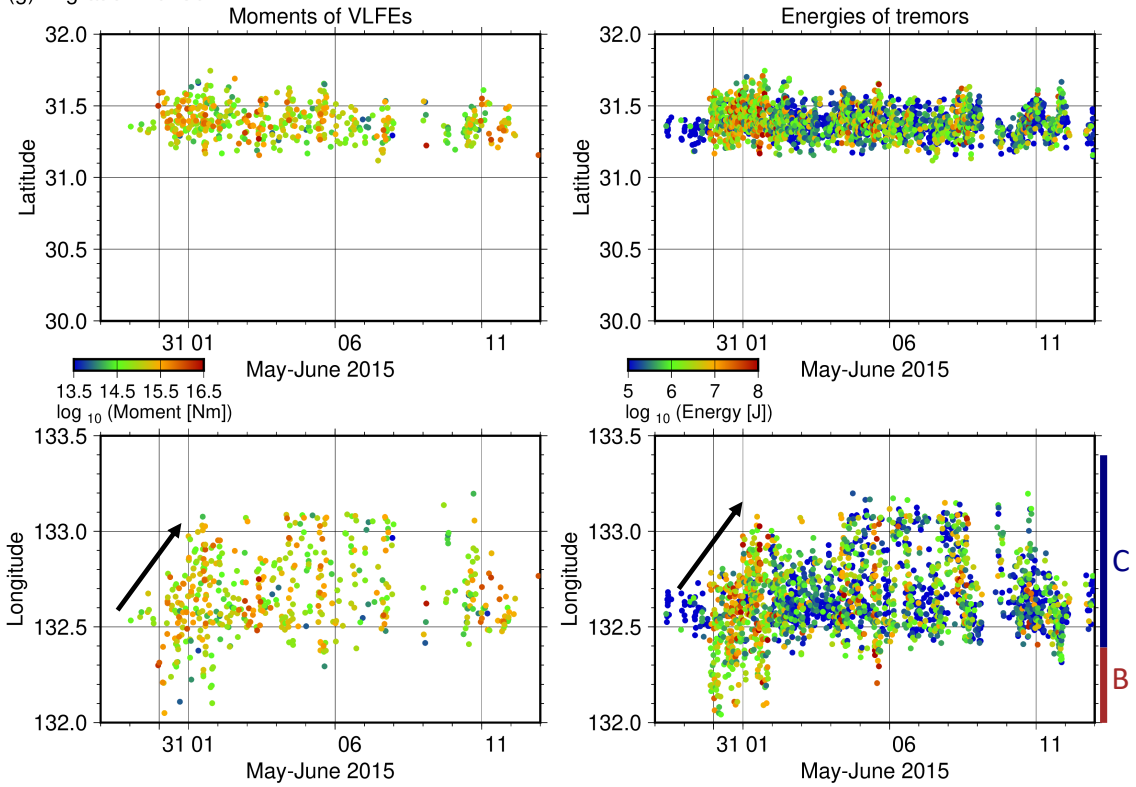 Moments of VLFEs Energies of tremors
32.0 32.0
31.5 31.5
Latitude Latitude
31.0 31.0
30.5 30.5
30.0 30.0
31 01 06 11 31 01 06 11
May-June 2015 May-June 2015
13.5 14.5 15.5 16.5 5 6 7 8
log 10 (Moment [Nm]) log 10 (Energy [J])
133.5 133.5
133.0 133.0
Longitude Longitude C
132.5 132.5
B
132.0 132.0
31 01 06 11 31 01 06 11
May-June 2015 May-June 2015